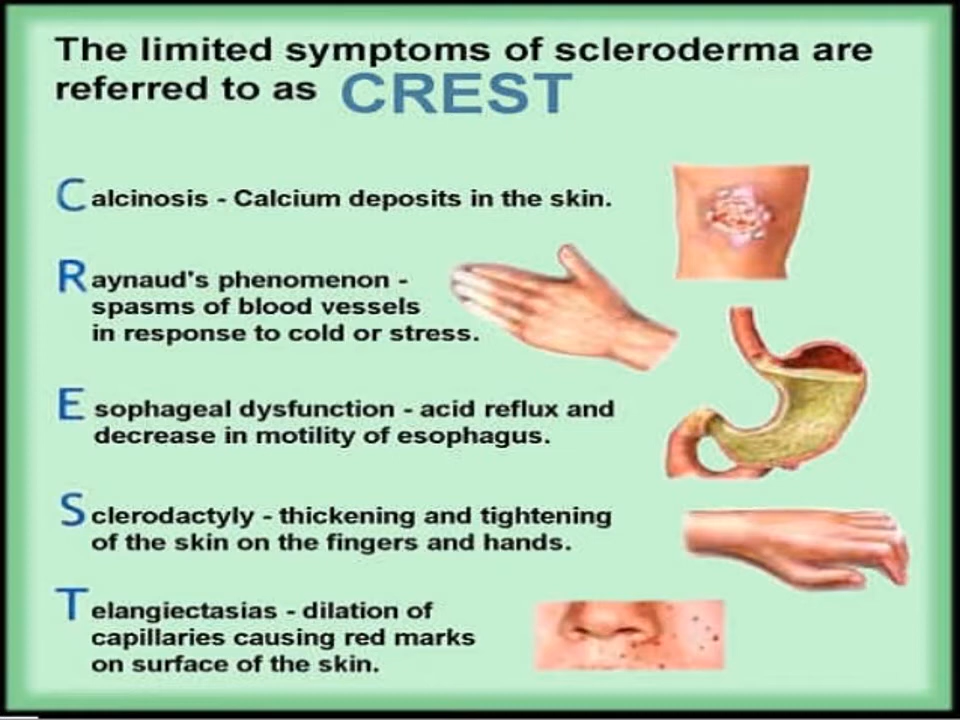 The limited symptoms of scleroderma are
referred to as CREST
Calcinosis - Calcium deposits in the skin.
Raynaud's phenomenon -
spasms of blood vessels
in response to cold or stress.
Esophageal dysfunction - acid reflux and
decrease in motility of esophagus.
Sclerodactyly - thickening and tightening
of the skin on the fingers and hands.
Telangiectasias - dilation of
capillaries causing red marks
on surface of the skin.